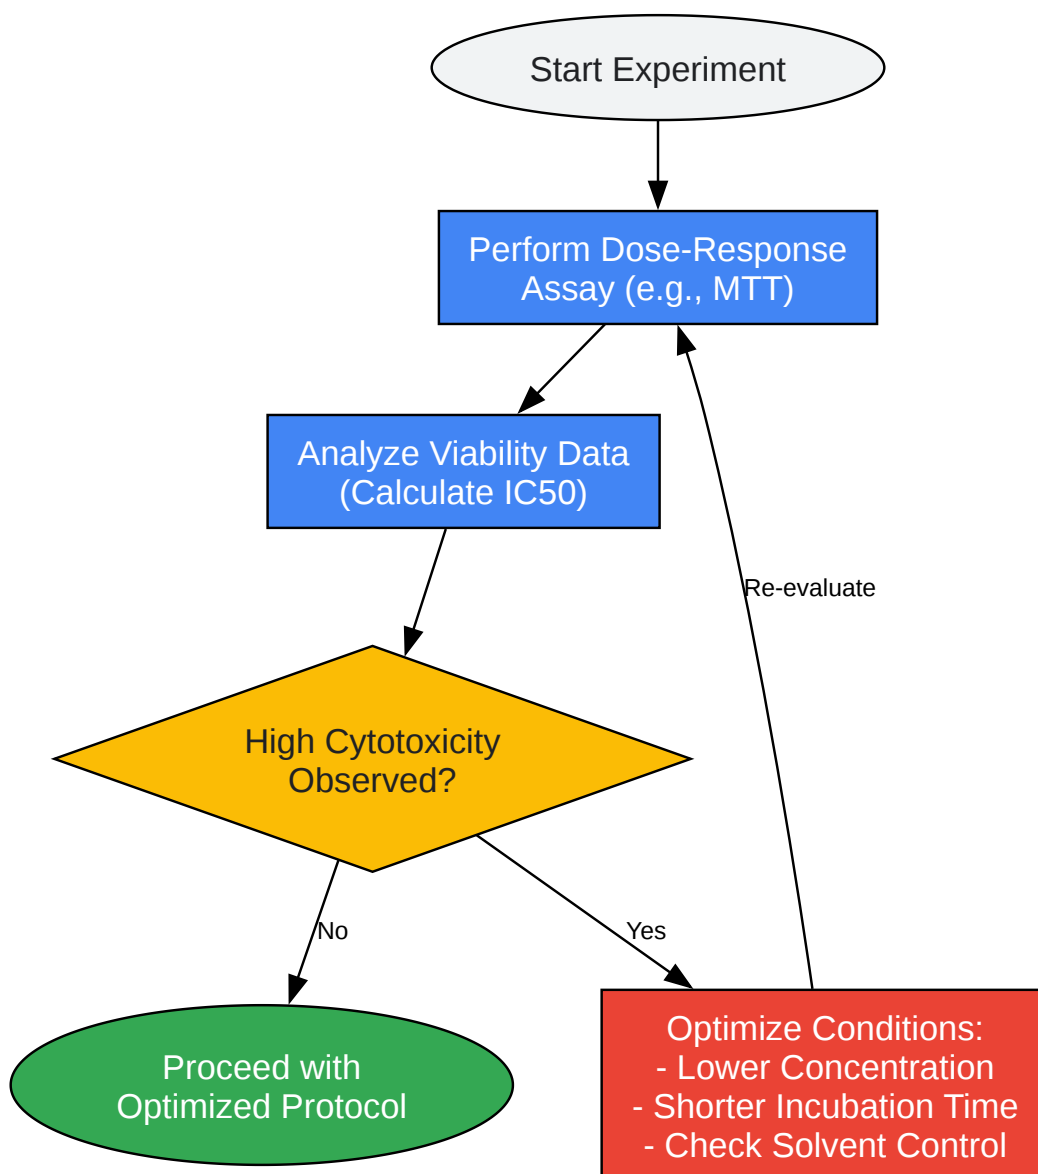 Start Experiment
Perform Dose-Response
Assay (e.g., MTT)
Analyze Viability Data
(Calculate IC50)
Re-evaluate
High Cytotoxicity
Observed?
No
Yes
Proceed with
Optimized Protocol
Optimize Conditions:
- Lower Concentration
- Shorter Incubation Time
- Check Solvent Control